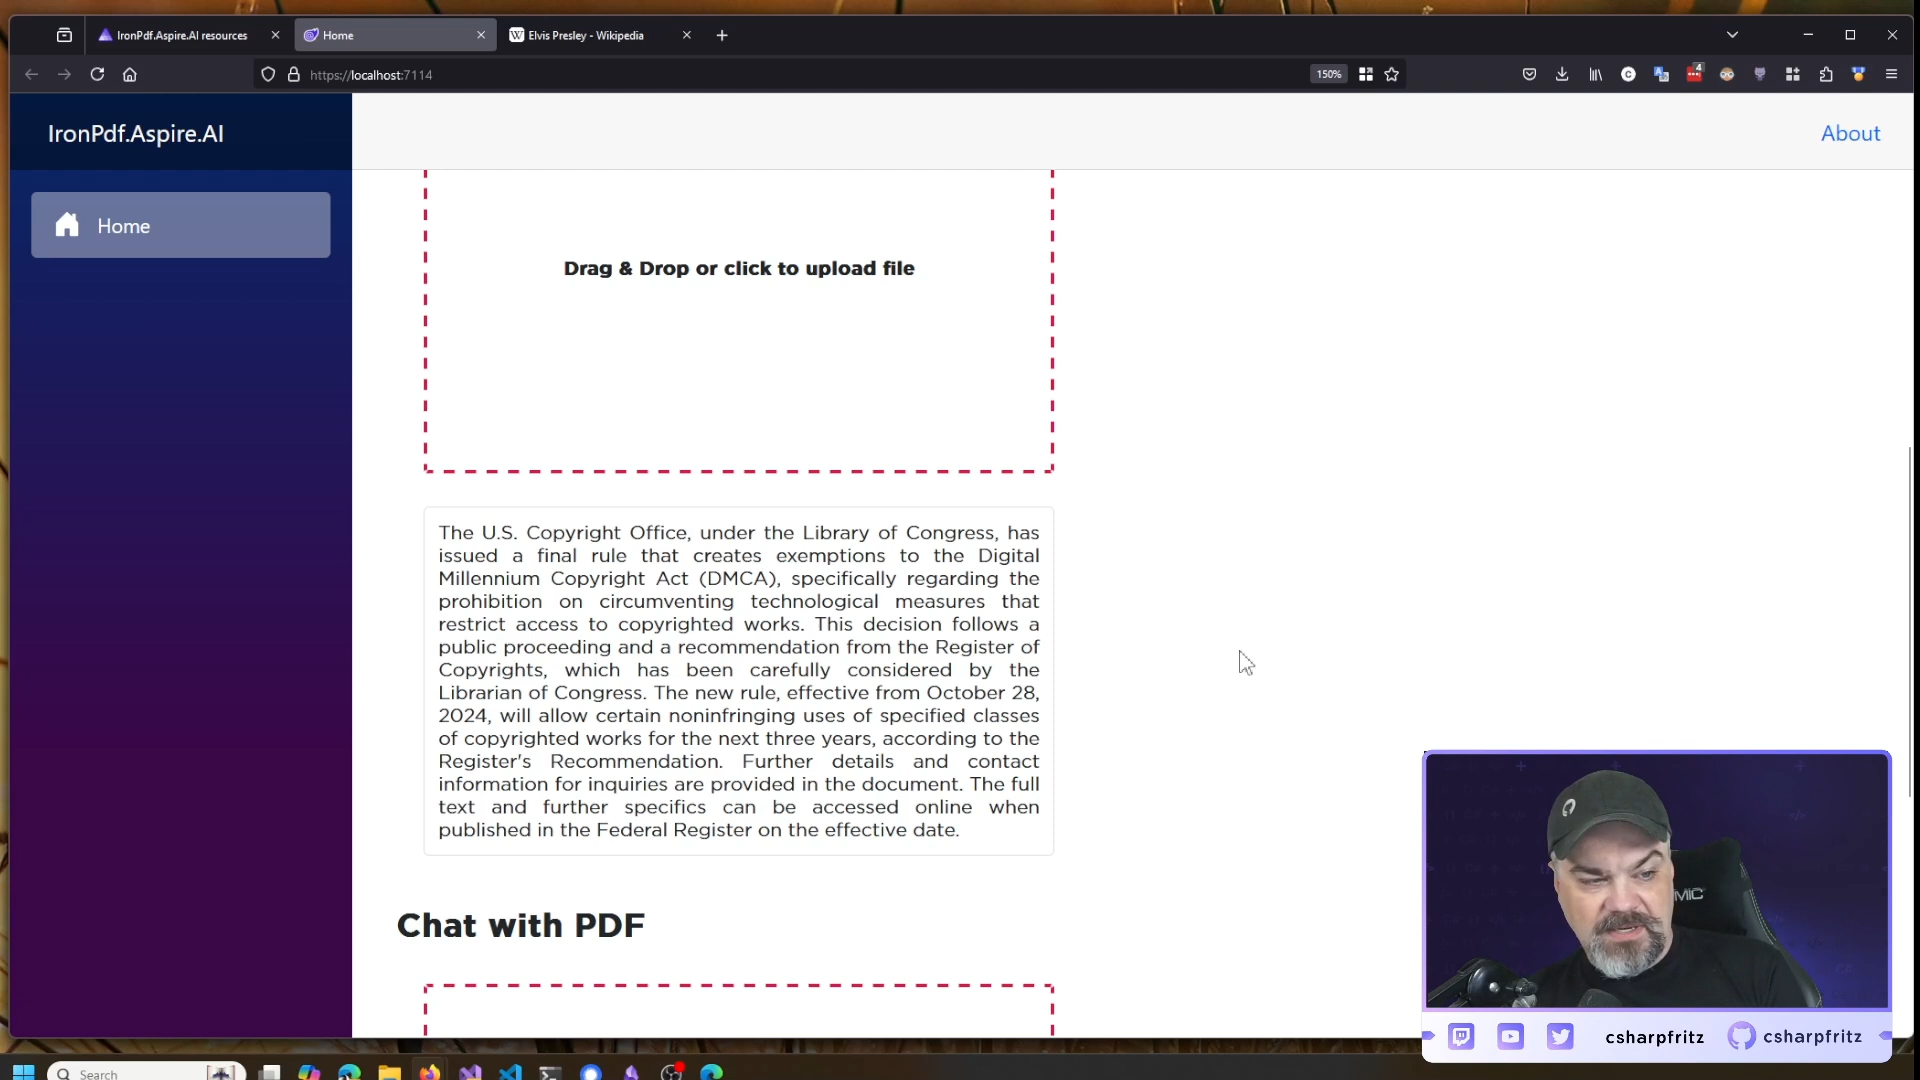 IronPdf.Aspire.AI resources
Home
Elvis Presley - Wikipedia
https://localhost:7114
150%
4
IronPdf.Aspire.AI
About
Home
Drag & Drop or click to upload file
The U.S. Copyright Office, under the Library of Congress, has
issued a final rule that creates exemptions to the Digital
Millennium Copyright Act (DMCA), specifically regarding the
prohibition on circumventing technological measures that
restrict access to copyrighted works. This decision follows a
public proceeding and a recommendation from the Register of
Copyrights, which has been carefully considered by the
Librarian of Congress. The new rule, effective from October 28,
2024, will allow certain noninfringing uses of specified classes
of copyrighted works for the next three years, according to the
Register's Recommendation. Further details and contact
information for inquiries are provided in the document. The full
text and further specifics can be accessed online when
published in the Federal Register on the effective date.
Chat with PDF
csharpfritz
csharpfritz
Search